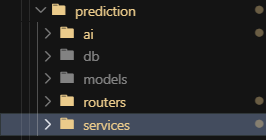 prediction
ai
db
models
routers
services